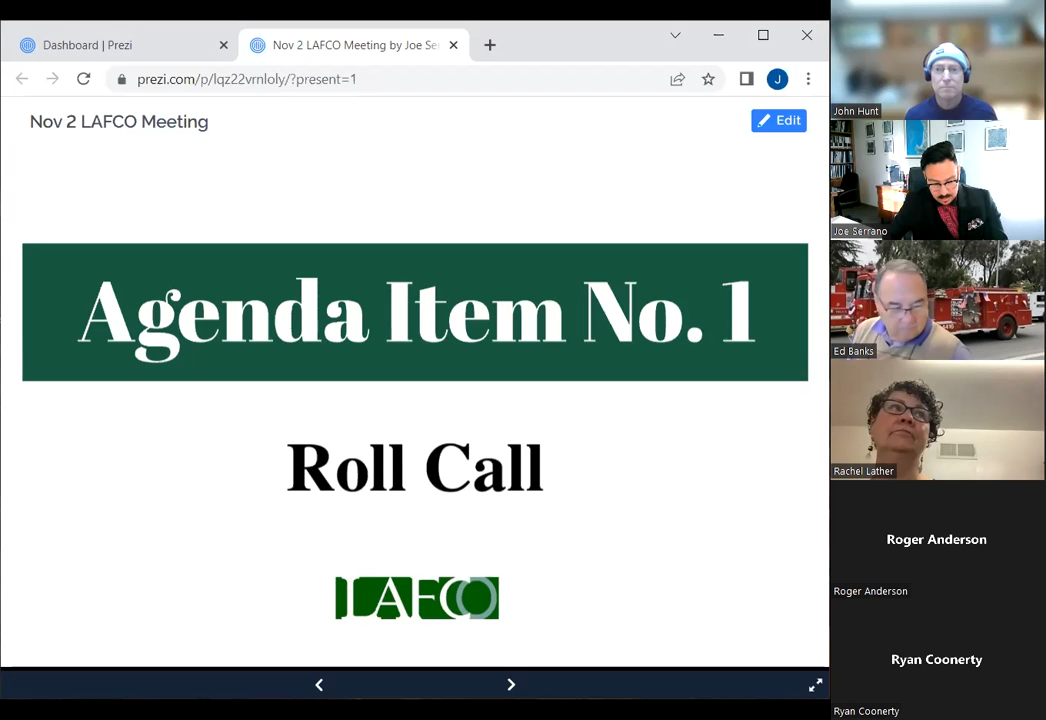 Dashboard | Prezi
Nov 2 LAFCO Meeting by Joe Se
prezi.com/p/lqz22vrnloly/?present=1
J
Nov 2 LAFCO Meeting
Edit
Agenda Item No. 1
Roll Call
LAFCO
John Hunt
Joe Serrano
Ed Banks
Rachel Lather
Roger Anderson
Roger Anderson
Ryan Coonerty
Ryan Coonerty